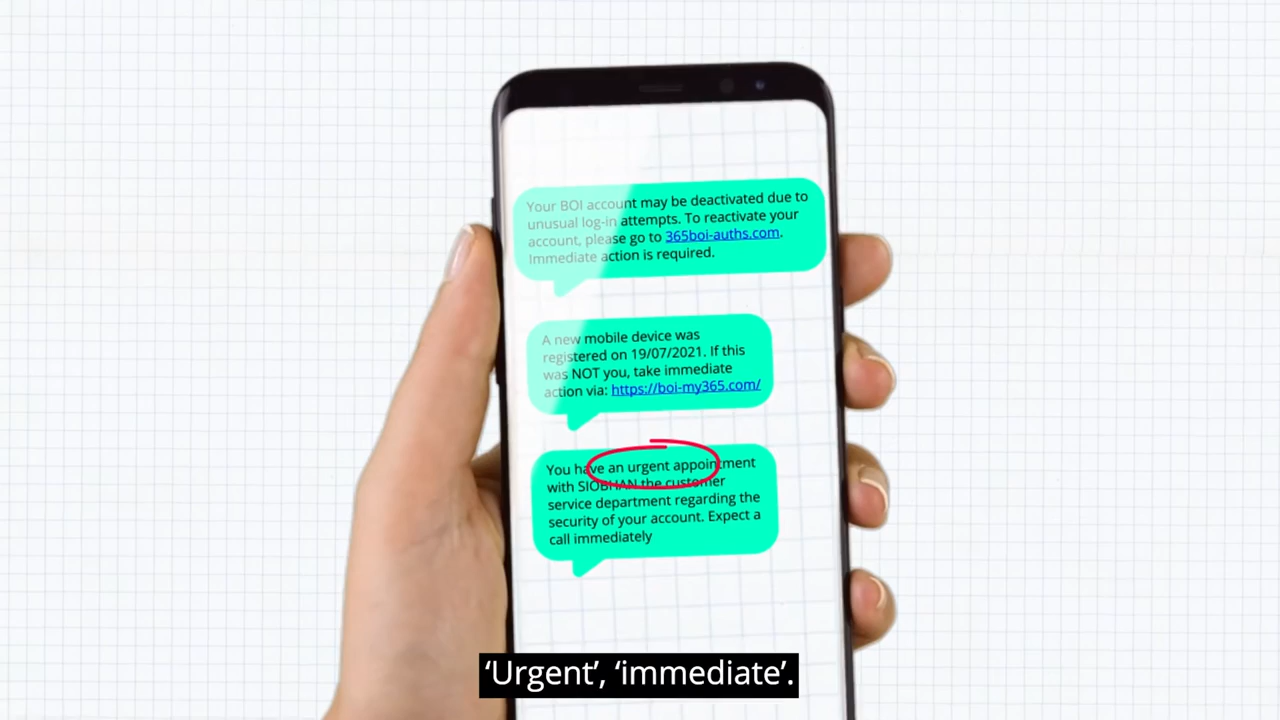 Your BOI account may be deactivated due to
unusual log-in attempts. To reactivate your
account, please go to 365boi-auths.com.
Immediate action is required.
A new mobile device was
registered on 19/07/2021. If this
was NOT you, take immediate
action via: https://boi-my365.com/
You have an urgent appointment
with SIOBHAN the customer
service department regarding the
security of your account. Expect a
call immediately
‘Urgent’, ‘immediate’.